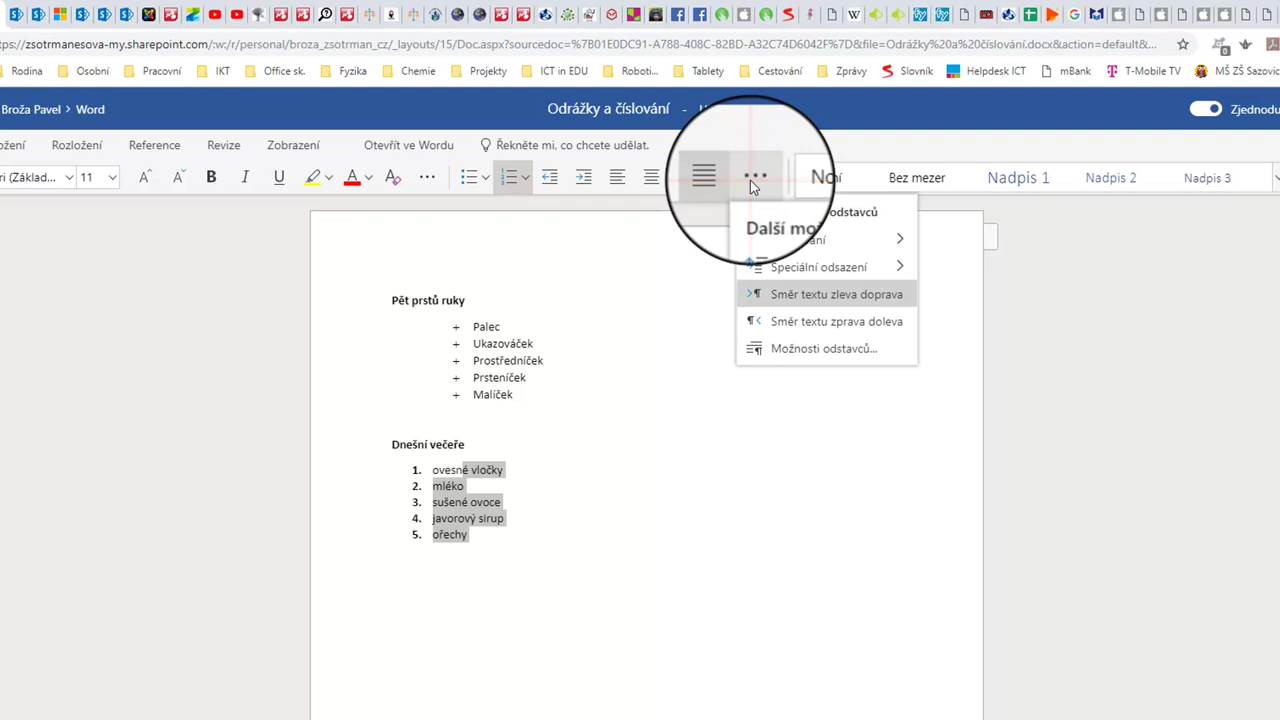 ttps://zsotrmanesova-my.sharepoint.com/:w:/r/personal/broza_zsotrman_cz/_layouts/15/Doc.aspx?sourcedoc=%7B01E0DC91-A788-408C-82BD-A32C74D6042F%7D&file=Odrážky%20a%20číslování.docx&action=default&...
Rodina Osobní Pracovní IKT Office sk. Fyzika Chemie Projekty ICT in EDU Roboti... Tablety Cestování Zprávy Slovník Helpdesk ICT mBank T-Mobile TV MŠ ZŠ Sazovic
Broža Pavel > Word Odrážky a číslování - Zjednodu
ožení Rozložení Reference Revize Zobrazení Otevřít ve Wordu Řekněte mi, co chcete udělat.
ri (Základ... 11 B I U A Bez mezer Nadpis 1 Nadpis 2 Nadpis 3
odstavců
Další mo
Speciální odsazení
Směr textu zleva doprava
Směr textu zprava doleva
Možnosti odstavců...
Pět prstů ruky
+ Palec
+ Ukazováček
+ Prostředníček
+ Prsteníček
+ Malíček
Dnešní večeře
1. ovesné vločky
2. mléko
3. sušené ovoce
4. javorový sirup
5. ořechy